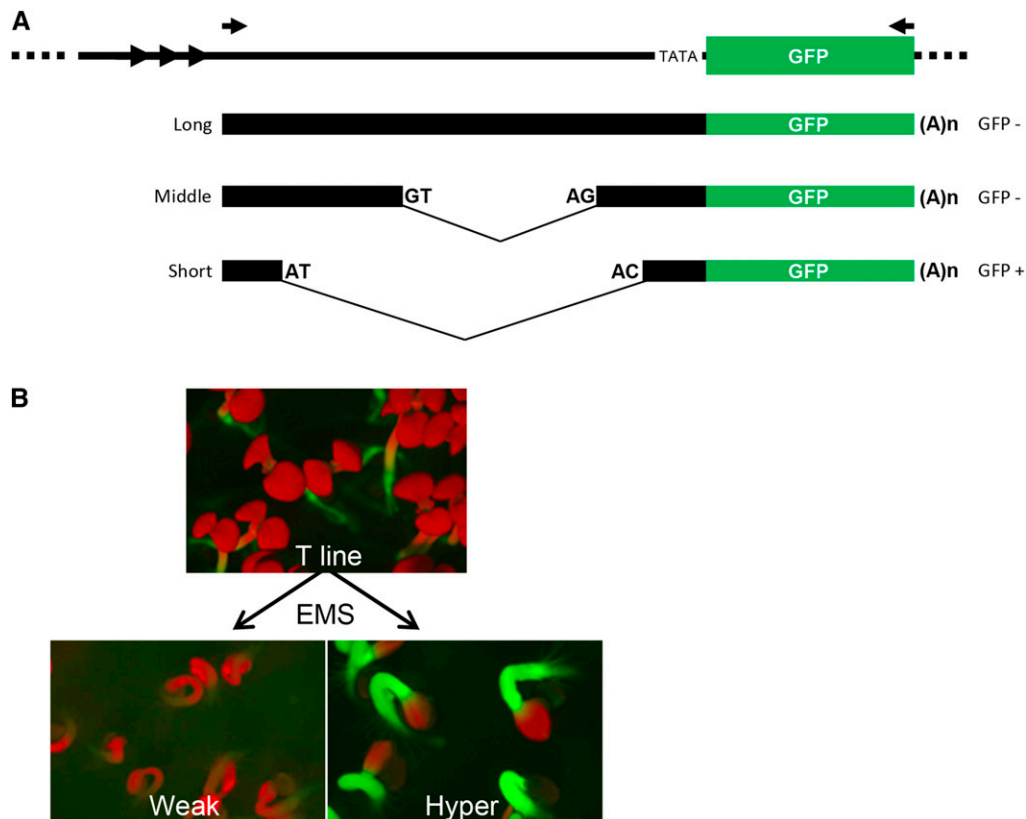 A
TATA GFP
Long GFP (A)n GFP -
Middle GT AG GFP (A)n GFP -
Short AT AC GFP (A)n GFP +
B
T line
EMS
Weak Hyper